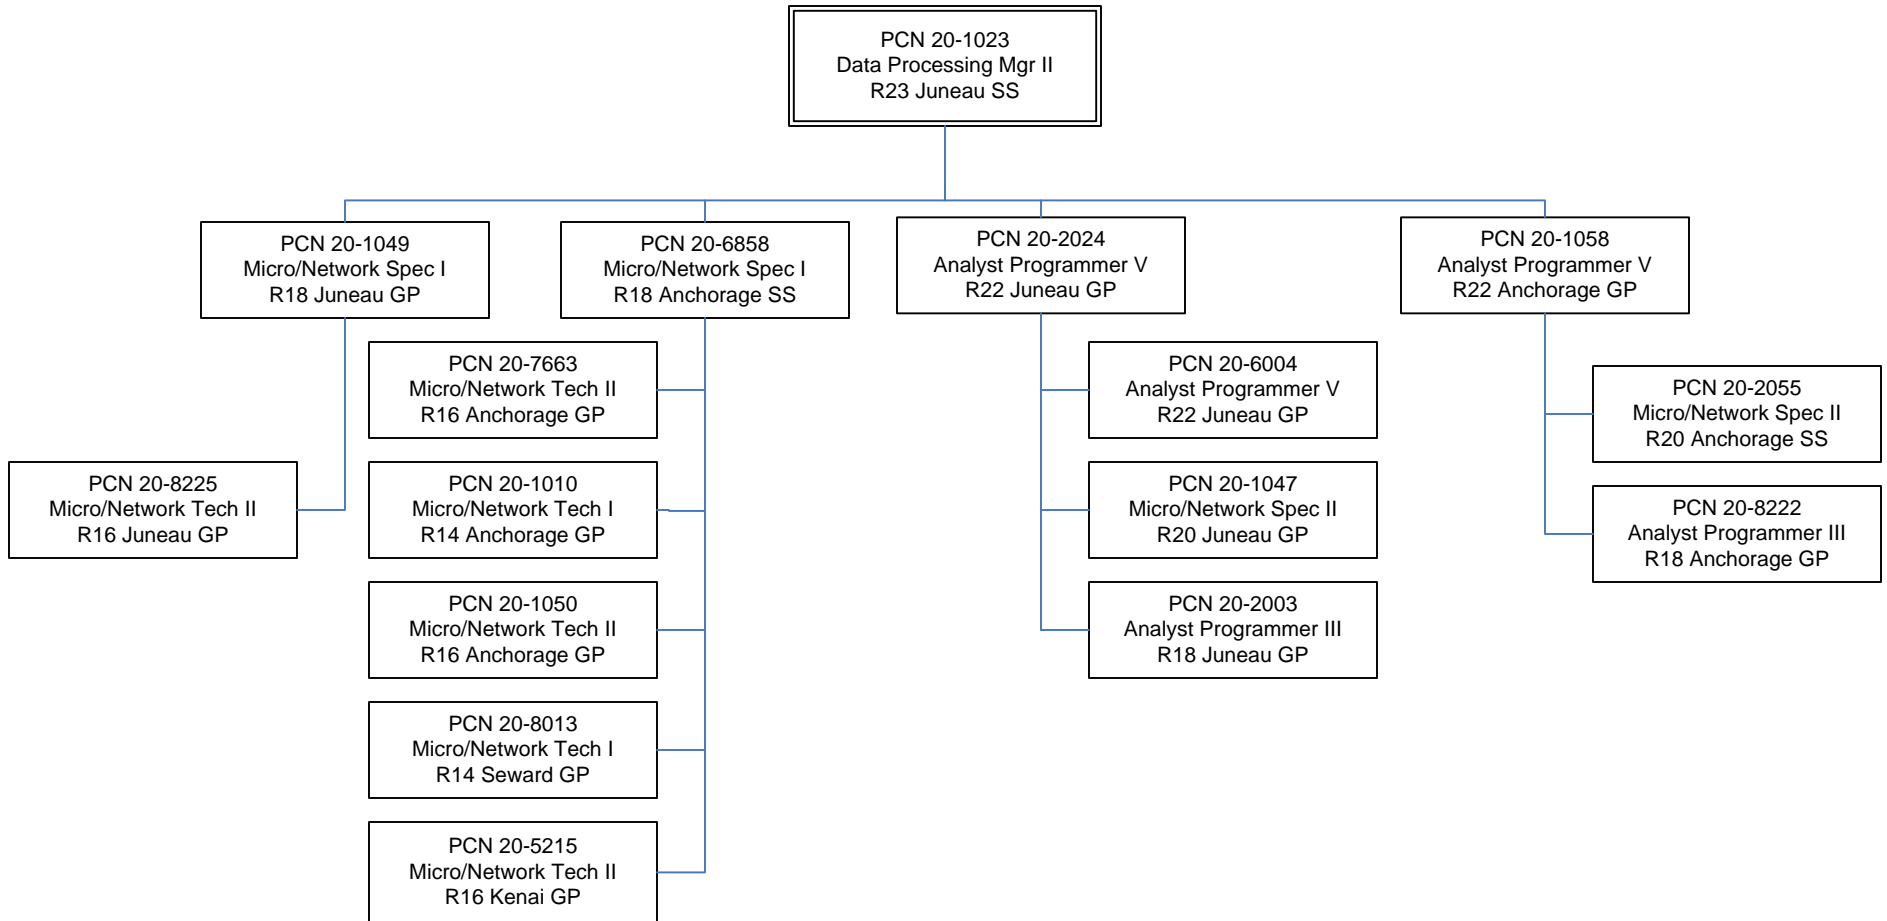 PCN 20-1023
Data Processing Mgr II
R23 Juneau SS
PCN 20-1049
Micro/Network Spec I
R18 Juneau GP
PCN 20-6858
Micro/Network Spec I
R18 Anchorage SS
PCN 20-2024
Analyst Programmer V
R22 Juneau GP
PCN 20-1058
Analyst Programmer V
R22 Anchorage GP
PCN 20-8225
Micro/Network Tech II
R16 Juneau GP
PCN 20-7663
Micro/Network Tech II
R16 Anchorage GP
PCN 20-1010
Micro/Network Tech I
R14 Anchorage GP
PCN 20-1050
Micro/Network Tech II
R16 Anchorage GP
PCN 20-8013
Micro/Network Tech I
R14 Seward GP
PCN 20-5215
Micro/Network Tech II
R16 Kenai GP
PCN 20-6004
Analyst Programmer V
R22 Juneau GP
PCN 20-1047
Micro/Network Spec II
R20 Juneau GP
PCN 20-2003
Analyst Programmer III
R18 Juneau GP
PCN 20-2055
Micro/Network Spec II
R20 Anchorage SS
PCN 20-8222
Analyst Programmer III
R18 Anchorage GP